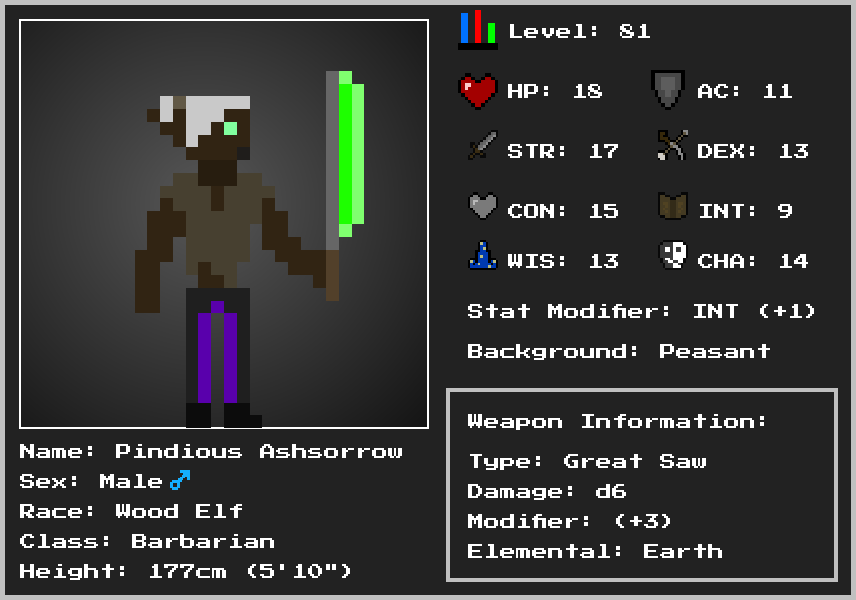 Level: 81
HP: 18
AC: 11
STR: 17
DEX: 13
CON: 15
INT: 9
WIS: 13
CHA: 14
Stat Modifier: INT (+1)
Background: Peasant
Weapon Information:
Type: Great Saw
Damage: d6
Modifier: (+3)
Elemental: Earth
Name: Pindious Ashsorrow
Sex: Male♂
Race: Wood Elf
Class: Barbarian
Height: 177cm (5'10")